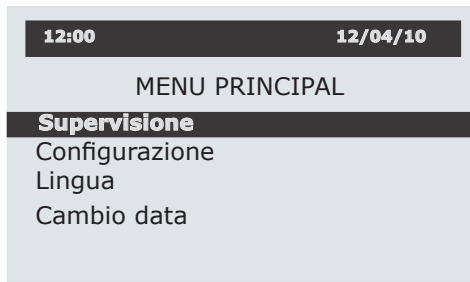 12:00 12/04/10
MENU PRINCIPAL
Supervisione
Configurazione
Lingua
Cambio data